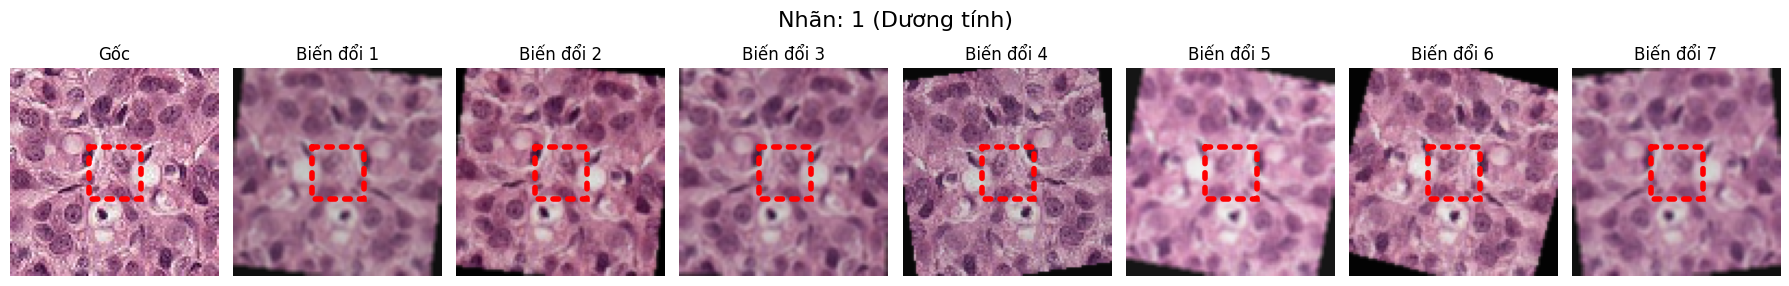 Nhãn: 1 (Dương tính)
Gốc
Biến đổi 1
Biến đổi 2
Biến đổi 3
Biến đổi 4
Biến đổi 5
Biến đổi 6
Biến đổi 7